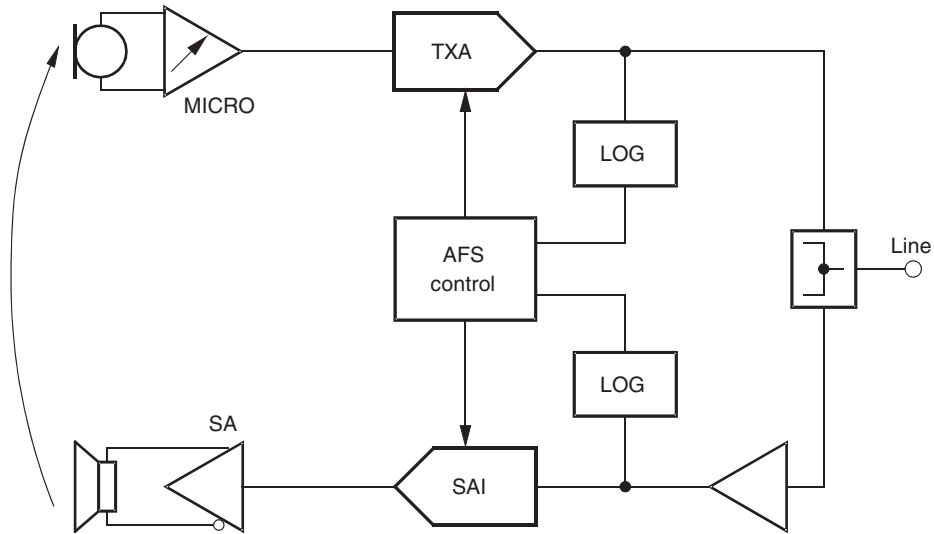 TXA
MICRO
LOG
AFS
control
Line
LOG
SA
SAI